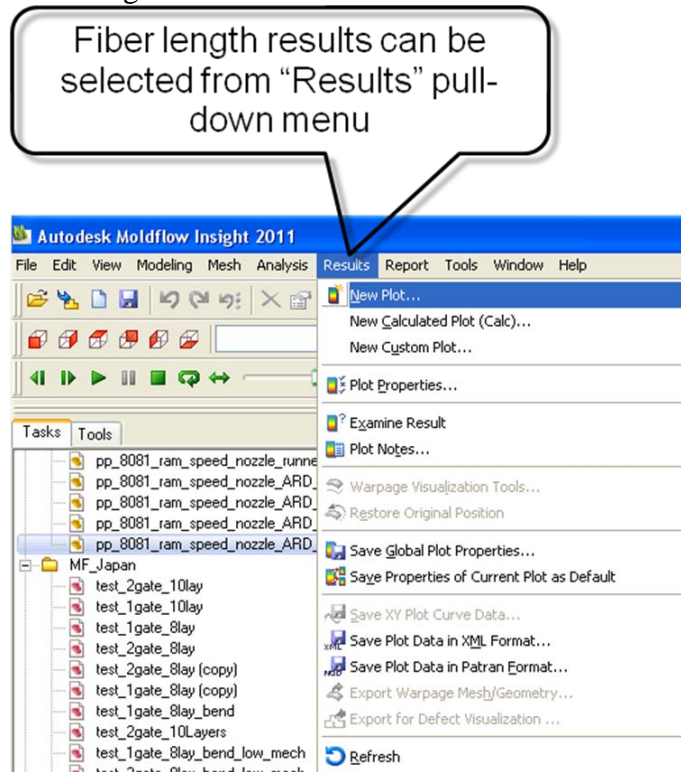 Fiber length results can be
selected from “Results” pull-
down menu
Autodesk Moldflow Insight 2011
File Edit View Modeling Mesh Analysis Results Report Tools Window Help
New Plot...
New Calculated Plot (Calc)...
New Custom Plot...
Plot Properties...
Examine Result
Plot Notes...
Warpage Visualization Tools...
Restore Original Position
Save Global Plot Properties...
Save Properties of Current Plot as Default
Save XY Plot Curve Data...
Save Plot Data in XML Format...
Save Plot Data in Patran Format...
Export Warpage Mesh/Geometry...
Export for Defect Visualization ...
Refresh
Tasks Tools
pp_8081_ram_speed_nozzle_runne
pp_8081_ram_speed_nozzle_ARD_
pp_8081_ram_speed_nozzle_ARD_
pp_8081_ram_speed_nozzle_ARD_
pp_8081_ram_speed_nozzle_ARD_
MF_Japan
test_2gate_10lay
test_1gate_10lay
test_1gate_8lay
test_2gate_8lay
test_2gate_8lay (copy)
test_1gate_8lay (copy)
test_1gate_8lay_bend
test_2gate_10Layers
test_1gate_8lay_bend_low_mech